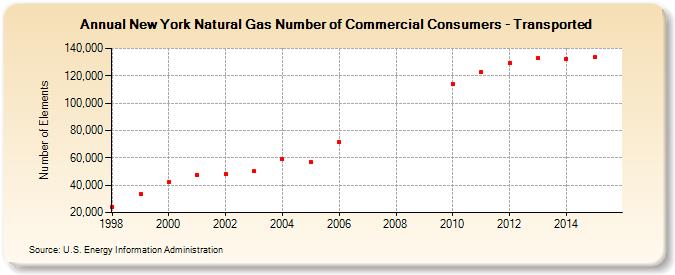 Annual New York Natural Gas Number of Commercial Consumers - Transported
Number of Elements
140,000
120,000
100,000
80,000
60,000
40,000
20,000
1998 2000 2002 2004 2006 2008 2010 2012 2014
Source: U.S. Energy Information Administration